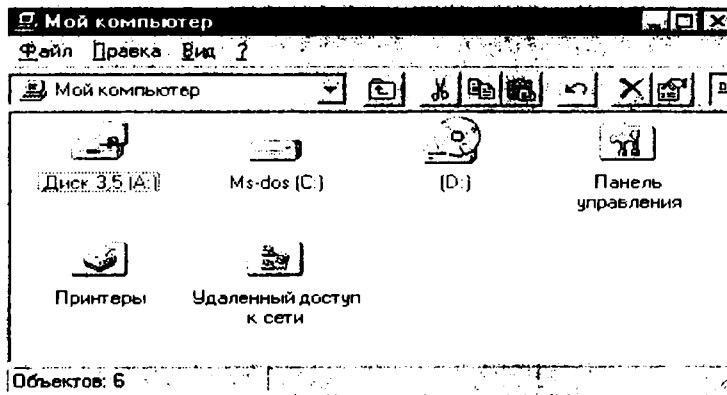 Мой компьютер
Файл Правка Вид ?
Мой компьютер
Диск 3,5 (A:) Ms-dos (C:) (D:) Панель управления
Принтеры Удаленный доступ к сети
Объектов: 6